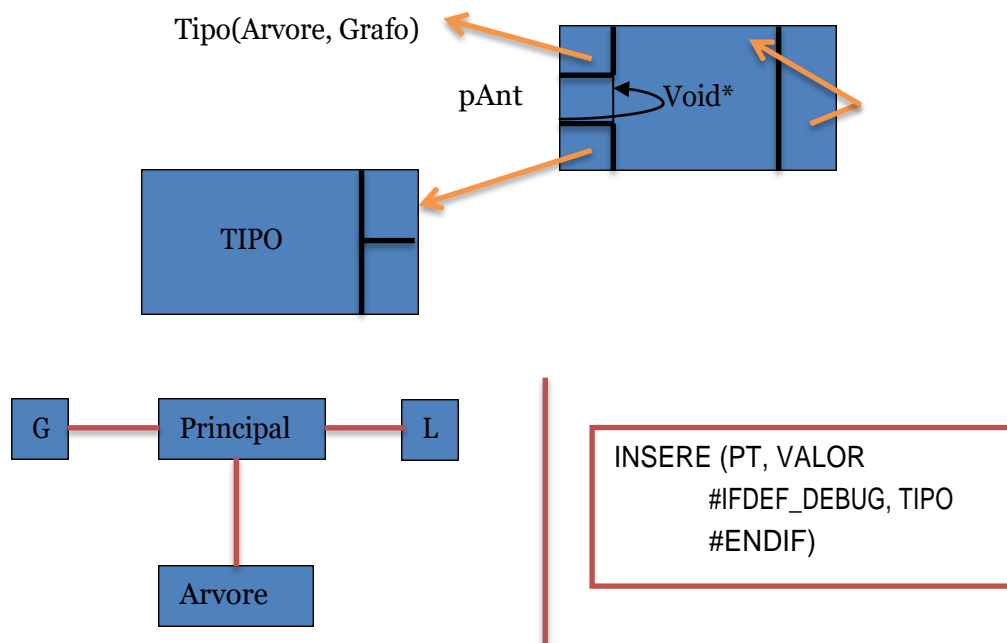 Tipo(Arvore, Grafo)
pAnt
Void*
TIPO
G
Principal
L
Arvore
INSERE (PT, VALOR
#IFDEF_DEBUG, TIPO
#ENDIF)